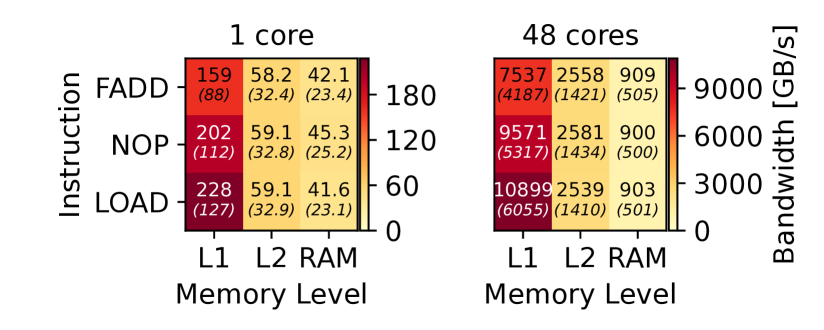 1 core
48 cores
Instruction
FADD
NOP
LOAD
159 58.2 42.1
(88) (32.4) (23.4)
202 59.1 45.3
(112) (32.8) (25.2)
228 59.1 41.6
(127) (32.9) (23.1)
180
120
60
0
L1 L2 RAM
Memory Level
7537 2558 909
(4187) (1421) (505)
9571 2581 900
(5317) (1434) (500)
10899 2539 903
(6055) (1410) (501)
9000
6000
3000
0
Bandwidth [GB/s]
L1 L2 RAM
Memory Level